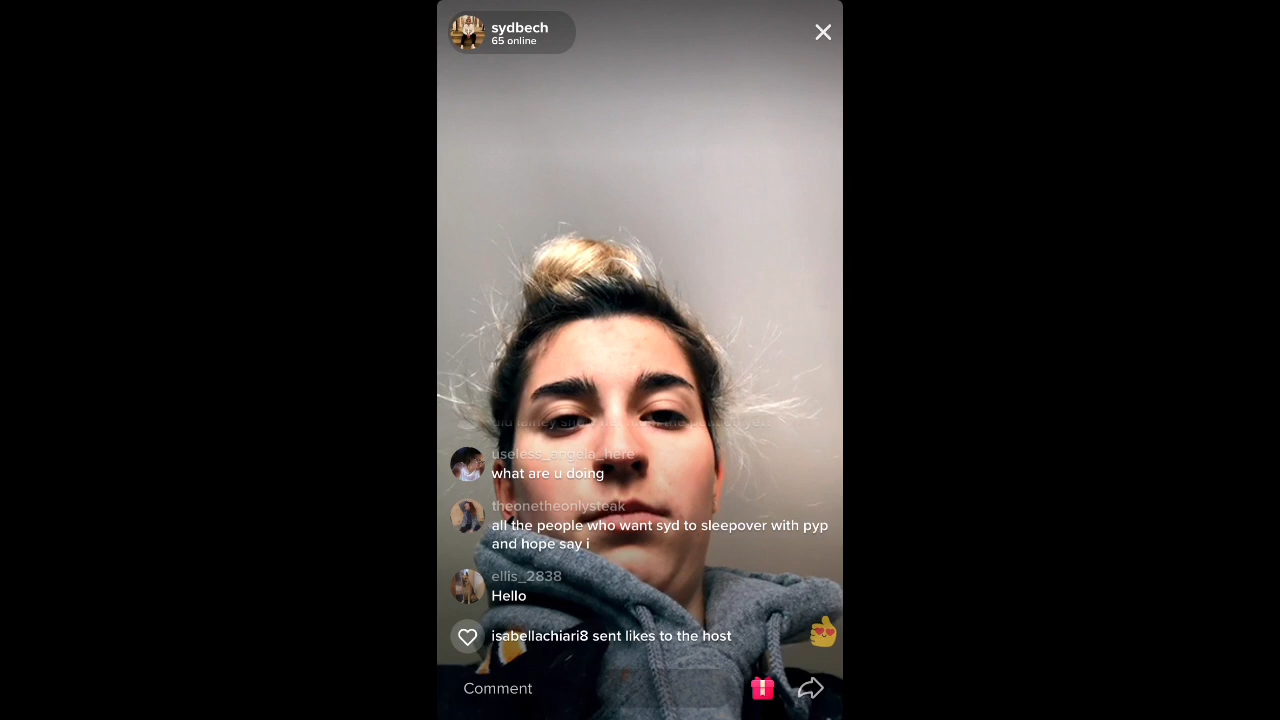 sydbech
65 online
useless_angela_here
what are u doing
theonetheonlysteak
all the people who want syd to sleepover with pyp
and hope say i
ellis_2838
Hello
isabellachiari8 sent likes to the host
Comment